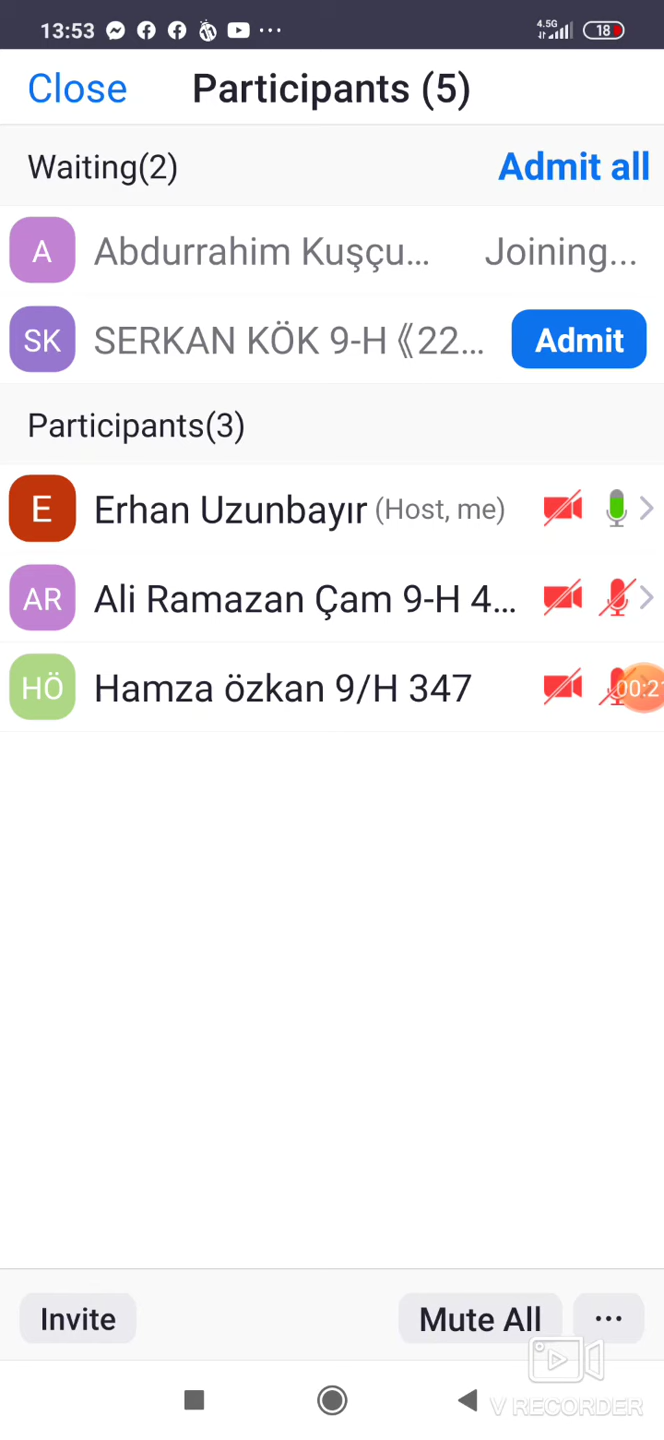 13:53 ··· 4.5G 18
Close Participants (5)
Waiting(2) Admit all
A Abdurrahim Kuşçu... Joining...
SK SERKAN KÖK 9-H 《22... Admit
Participants(3)
E Erhan Uzunbayır (Host, me)
AR Ali Ramazan Çam 9-H 4...
HÖ Hamza özkan 9/H 347 00:2
Invite Mute All ···
V RECORDER